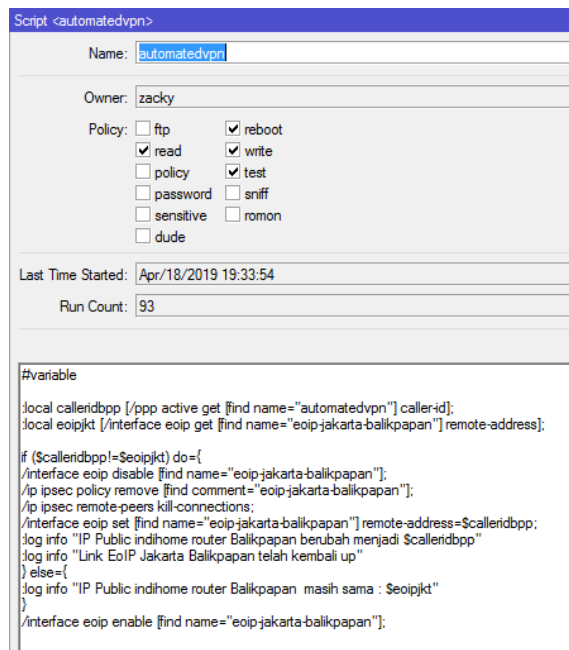 Script <automatedvpn>
Name: automatedvpn
Owner: zacky
Policy: ftp reboot
read write
policy test
password sniff
sensitive romon
dude
Last Time Started: Apr/18/2019 19:33:54
Run Count: 93
#variable
:local calleridbpp [/ppp active get [find name="automatedvpn"] caller-id];
:local eoipjkt [/interface eoip get [find name="eoip-jakarta-balikpapan"] remote-address];
if ($calleridbpp!=$eoipjkt) do={
/interface eoip disable [find name="eoip-jakarta-balikpapan"];
/ip ipsec policy remove [find comment="eoip-jakarta-balikpapan"];
/ip ipsec remote-peers kill-connections;
/interface eoip set [find name="eoip-jakarta-balikpapan"] remote-address=$calleridbpp;
:log info "IP Public indihome router Balikpapan berubah menjadi $calleridbpp"
:log info "Link EoIP Jakarta Balikpapan telah kembali up"
} else={
:log info "IP Public indihome router Balikpapan  masih sama : $eoipjkt"
}
/interface eoip enable [find name="eoip-jakarta-balikpapan"];